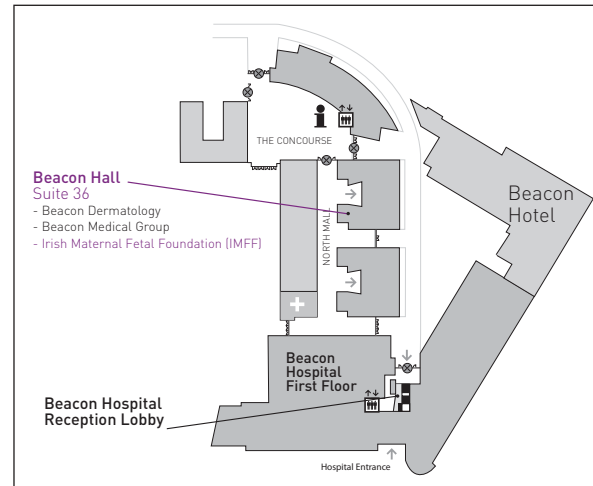 THE CONCOURSE
Beacon Hall
Suite 36
- Beacon Dermatology
- Beacon Medical Group
- Irish Maternal Fetal Foundation (IMFF)
NORTH MALL
Beacon
Hotel
Beacon
Hospital
First Floor
Beacon Hospital
Reception Lobby
Hospital Entrance